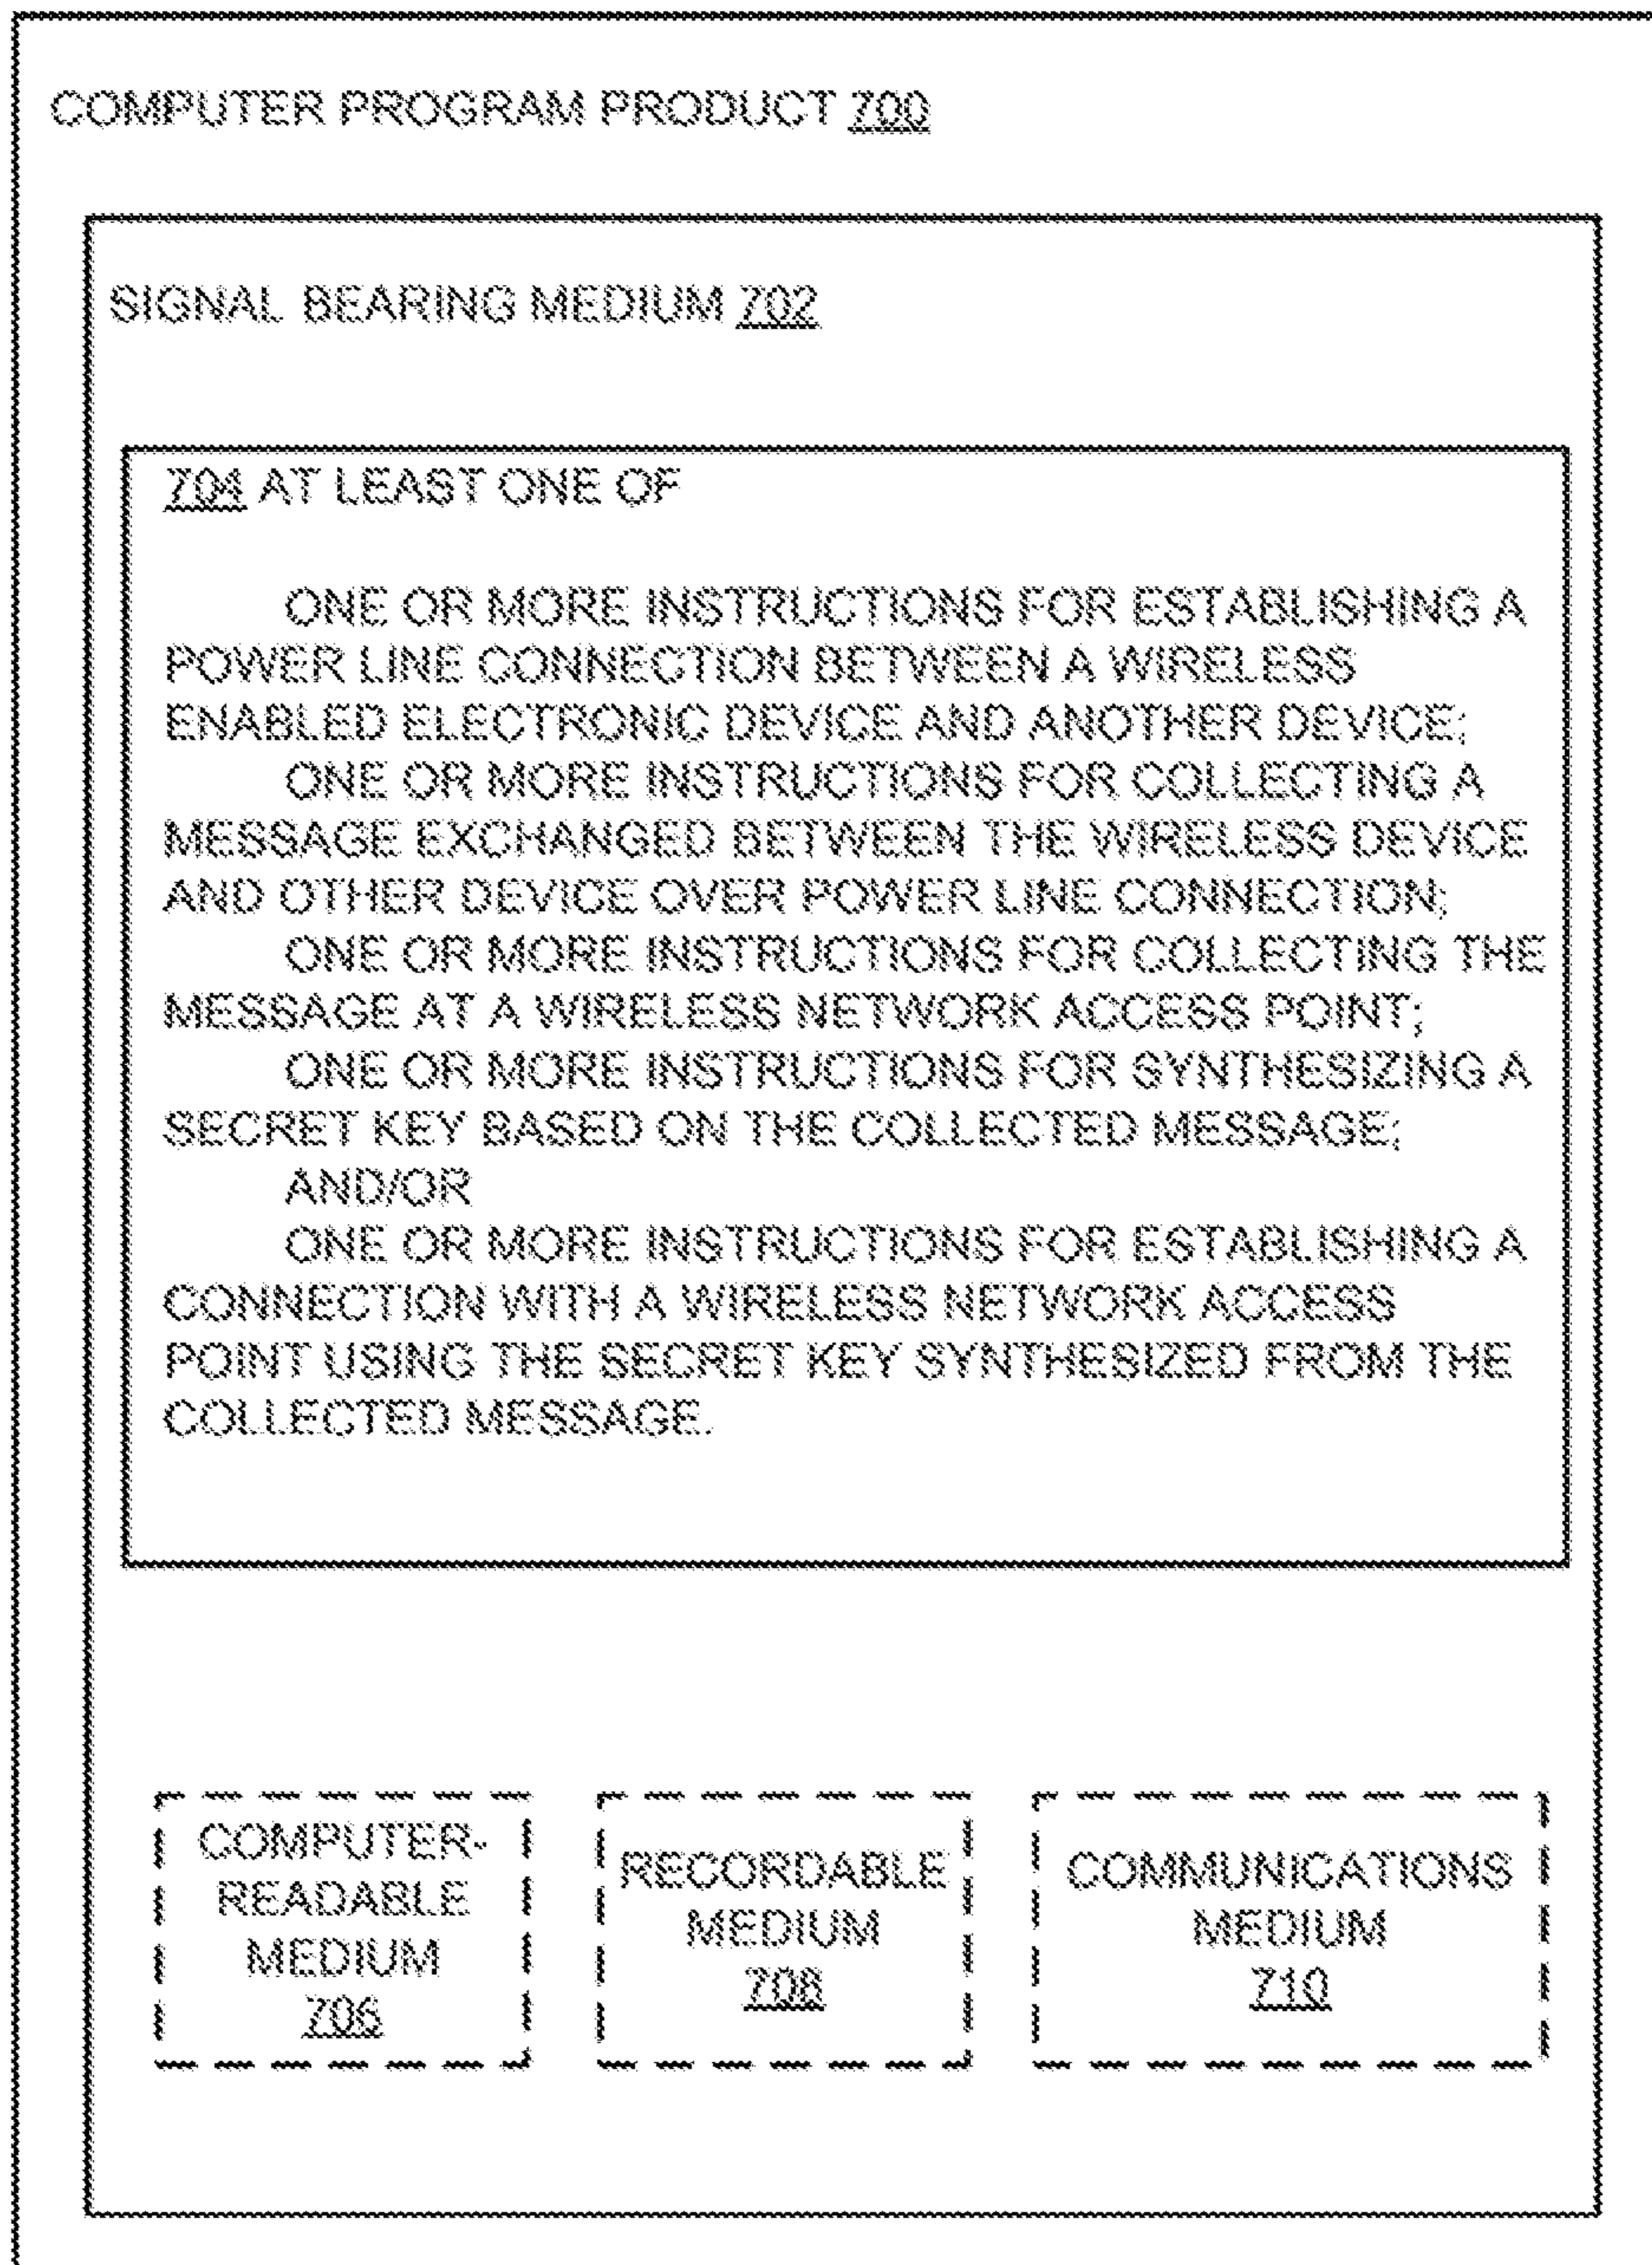 COMPUTER PROGRAM PRODUCT 700
SIGNAL BEARING MEDIUM 702
704 AT LEAST ONE OF
ONE OR MORE INSTRUCTIONS FOR ESTABLISHING A
POWER LINE CONNECTION BETWEEN A WIRELESS
ENABLED ELECTRONIC DEVICE AND ANOTHER DEVICE;
ONE OR MORE INSTRUCTIONS FOR COLLECTING A
MESSAGE EXCHANGED BETWEEN THE WIRELESS DEVICE
AND OTHER DEVICE OVER POWER LINE CONNECTION;
ONE OR MORE INSTRUCTIONS FOR COLLECTING THE
MESSAGE AT A WIRELESS NETWORK ACCESS POINT;
ONE OR MORE INSTRUCTIONS FOR SYNTHESIZING A
SECRET KEY BASED ON THE COLLECTED MESSAGE;
AND/OR
ONE OR MORE INSTRUCTIONS FOR ESTABLISHING A
CONNECTION WITH A WIRELESS NETWORK ACCESS
POINT USING THE SECRET KEY SYNTHESIZED FROM THE
COLLECTED MESSAGE.
COMPUTER-
READABLE
MEDIUM
706
RECORDABLE
MEDIUM
708
COMMUNICATIONS
MEDIUM
710